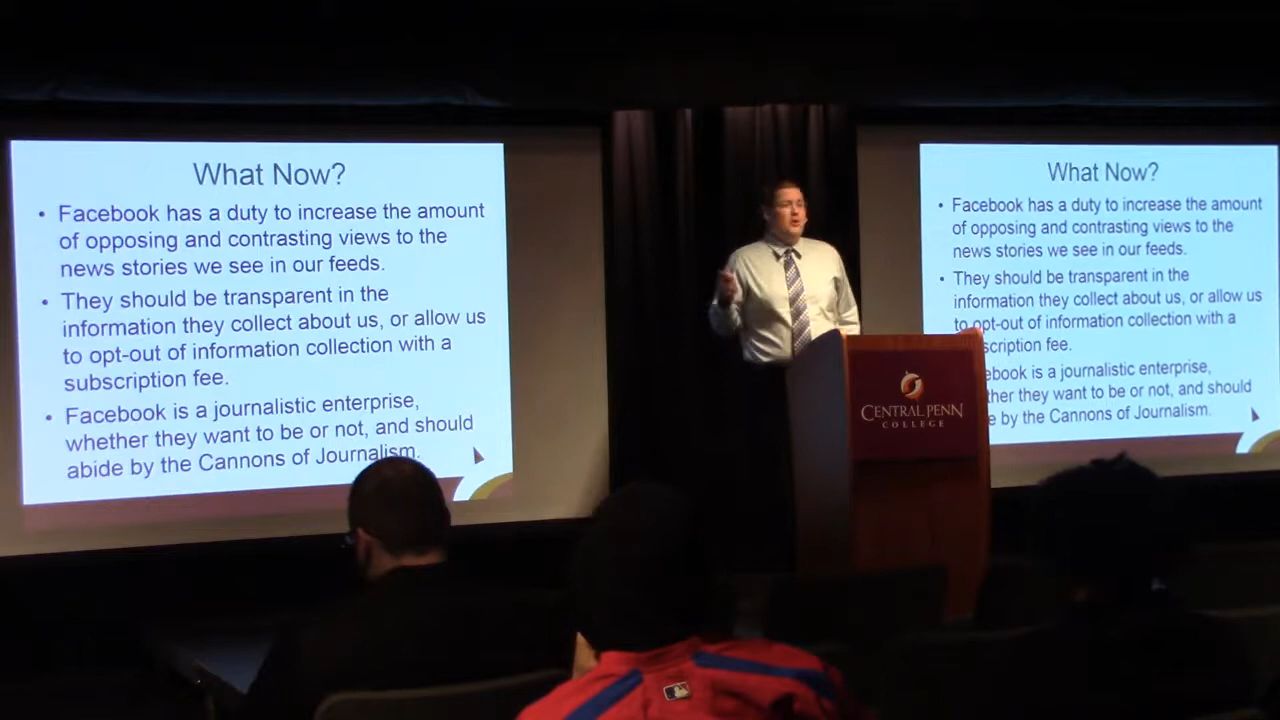 What Now?
• Facebook has a duty to increase the amount
of opposing and contrasting views to the
news stories we see in our feeds.
• They should be transparent in the
information they collect about us, or allow us
to opt-out of information collection with a
subscription fee.
• Facebook is a journalistic enterprise,
whether they want to be or not, and should
abide by the Cannons of Journalism.
CENTRAL PENN
COLLEGE
What Now?
• Facebook has a duty to increase the amount
of opposing and contrasting views to the
news stories we see in our feeds.
• They should be transparent in the
information they collect about us, or allow us
to opt-out of information collection with a
scription fee.
ebook is a journalistic enterprise,
ther they want to be or not, and should
e by the Cannons of Journalism.